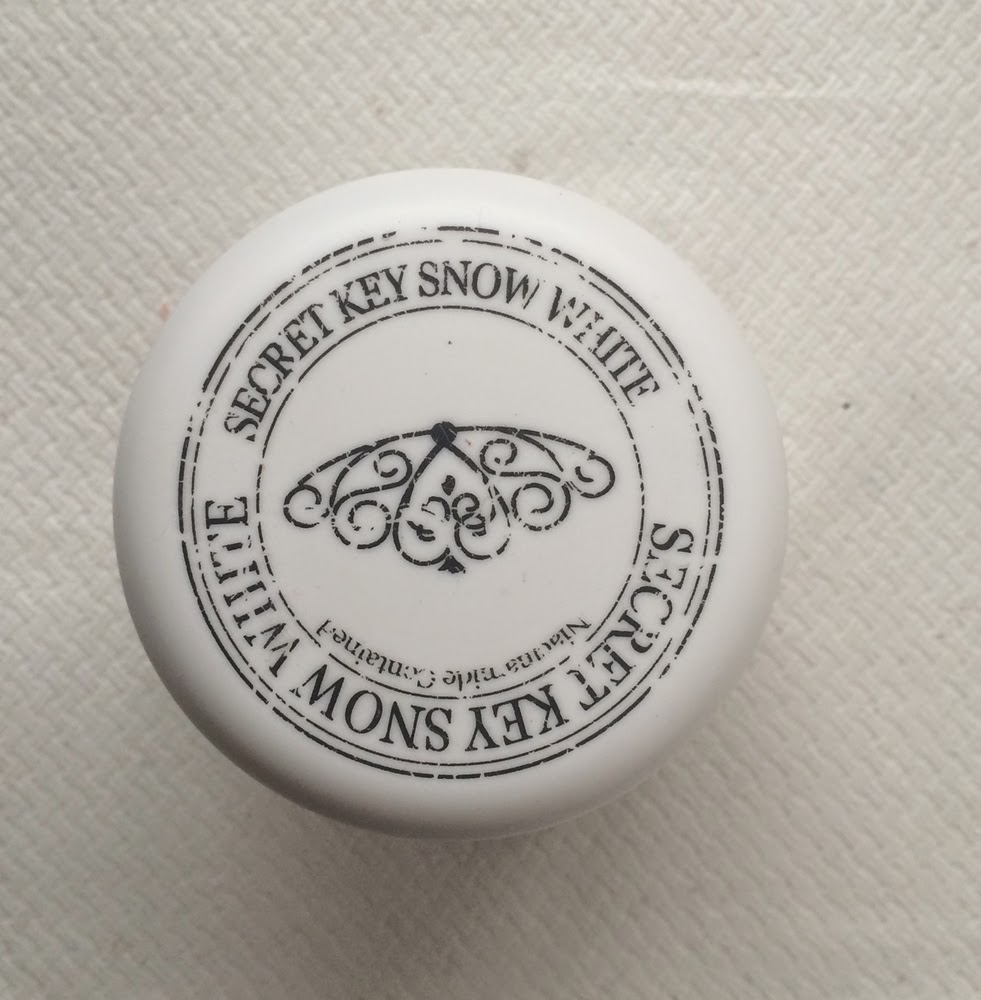 SECRET KEY SNOW WHITE
SECRET KEY SNOW WHITE
Niacinamide Contained